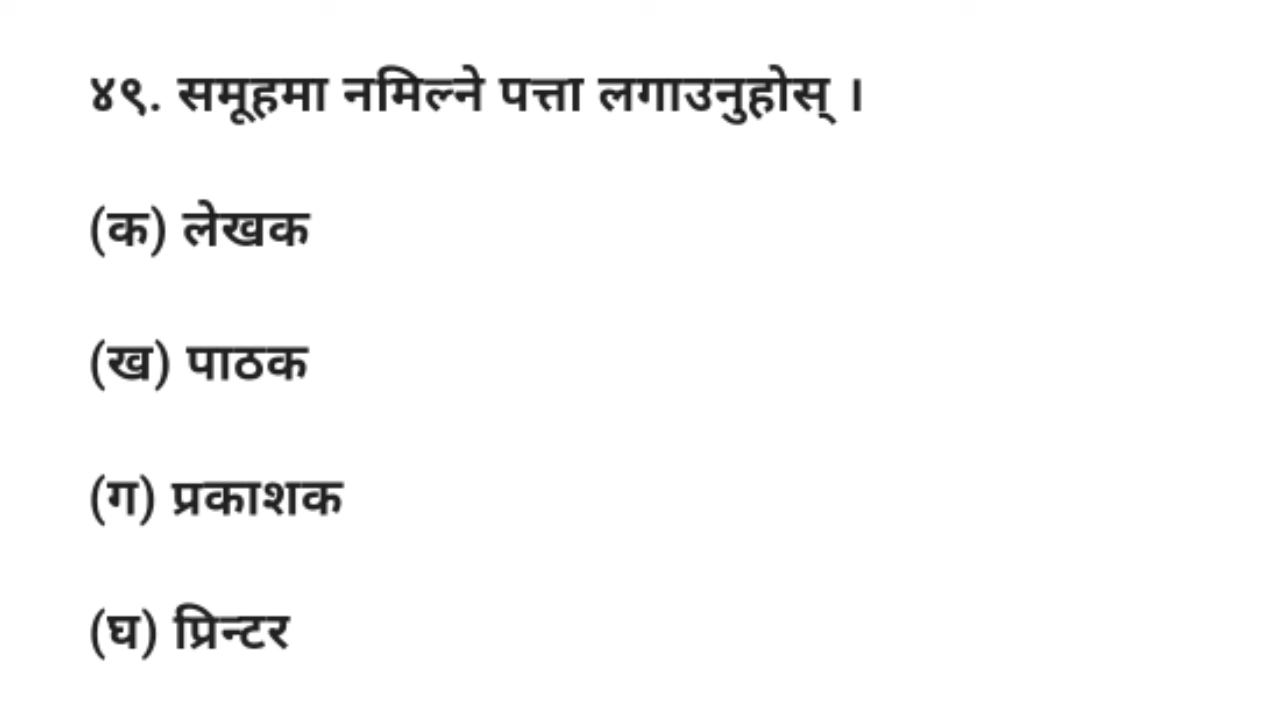 ४९. समूहमा नमिल्ने पत्ता लगाउनुहोस् ।
(क) लेखक
(ख) पाठक
(ग) प्रकाशक
(घ) प्रिन्टर